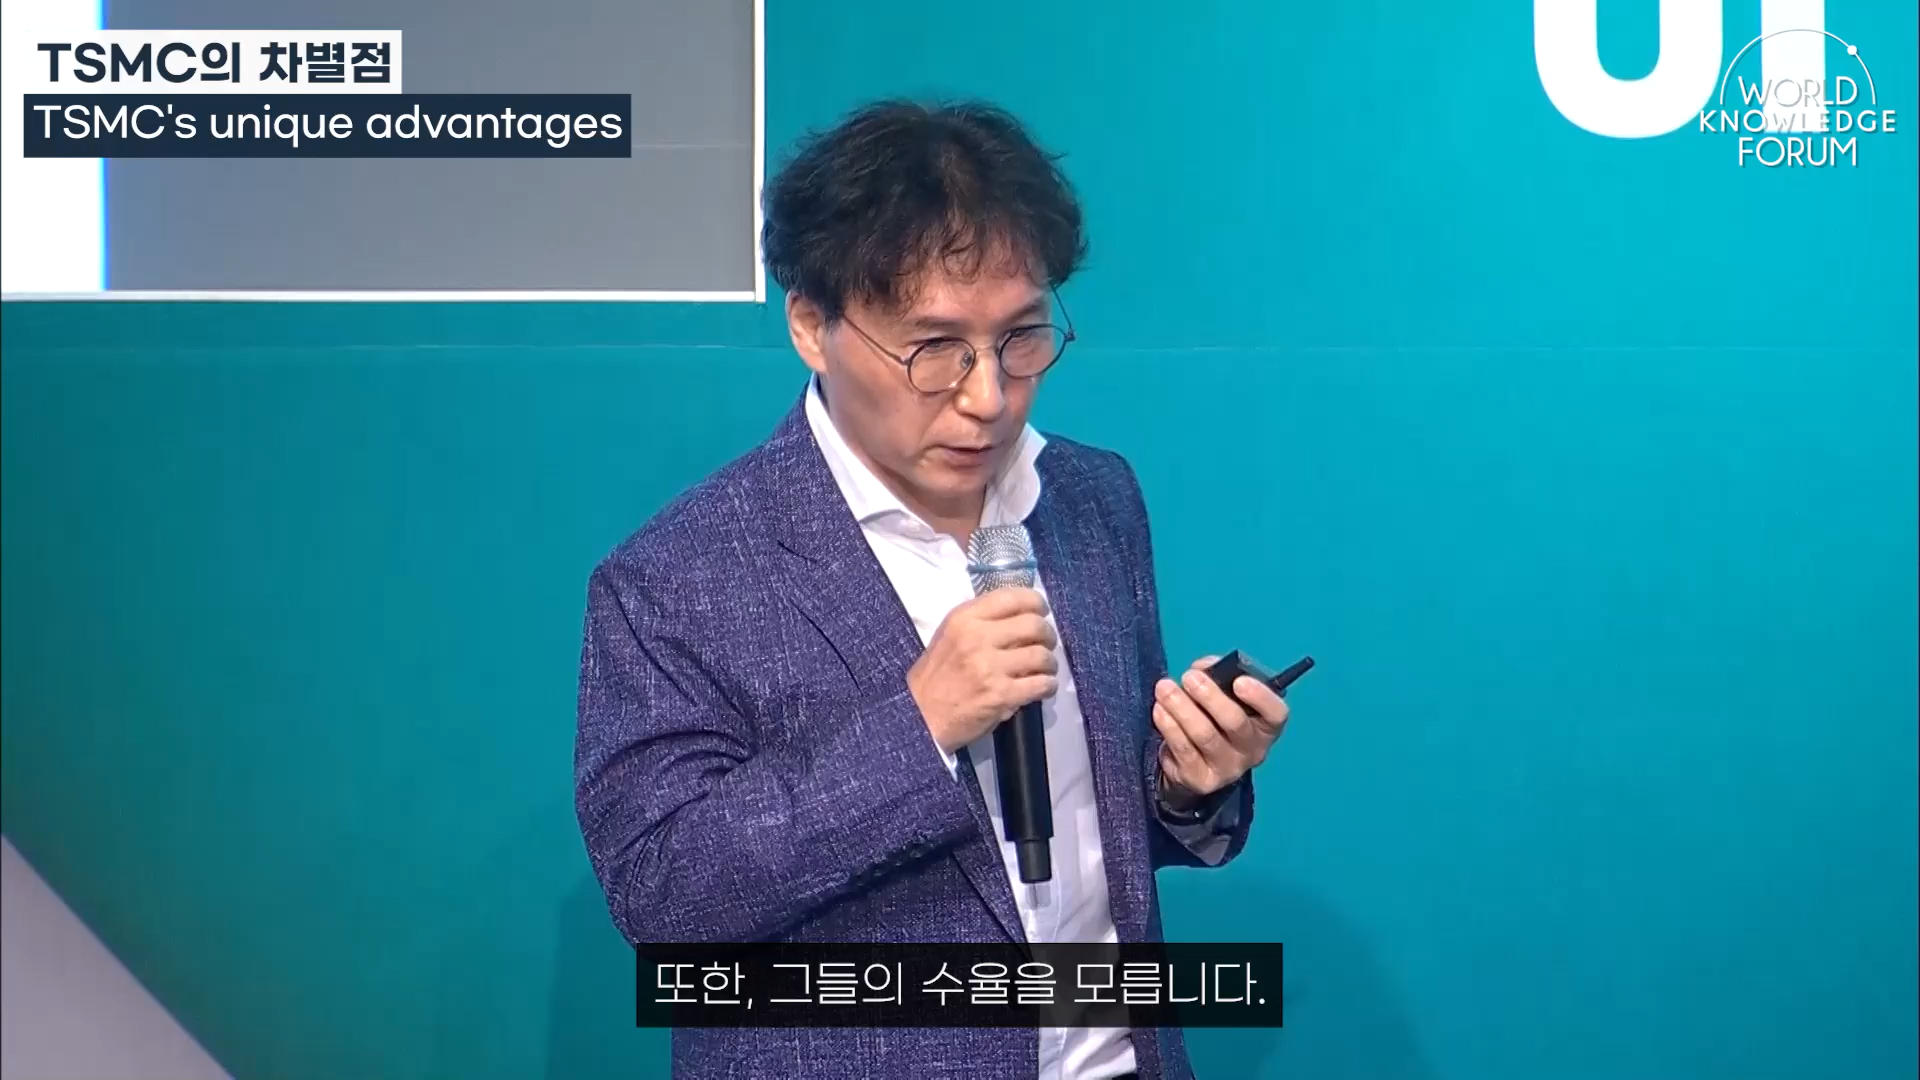 TSMC의 차별점
TSMC's unique advantages
WORLD
KNOWLEDGE
FORUM
또한, 그들의 수율을 모릅니다.